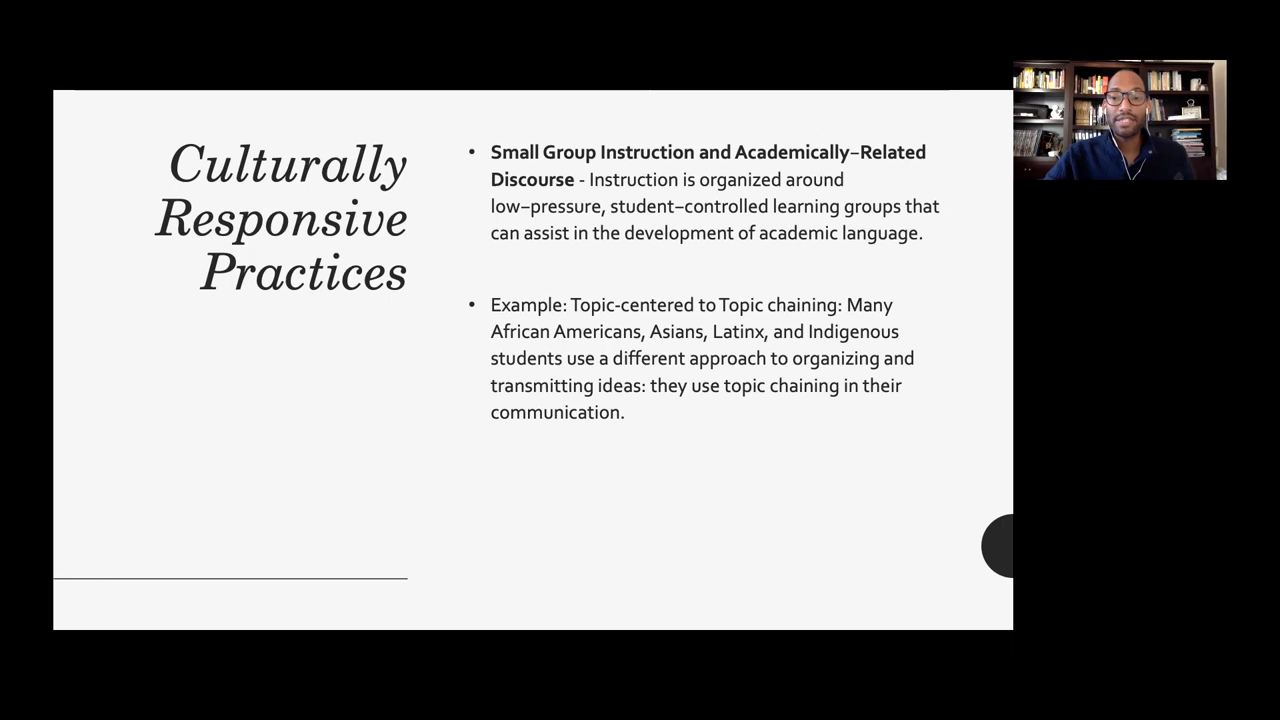 Culturally
Responsive
Practices
• Small Group Instruction and Academically–Related
Discourse - Instruction is organized around
low–pressure, student–controlled learning groups that
can assist in the development of academic language.
• Example: Topic-centered to Topic chaining: Many
African Americans, Asians, Latinx, and Indigenous
students use a different approach to organizing and
transmitting ideas: they use topic chaining in their
communication.